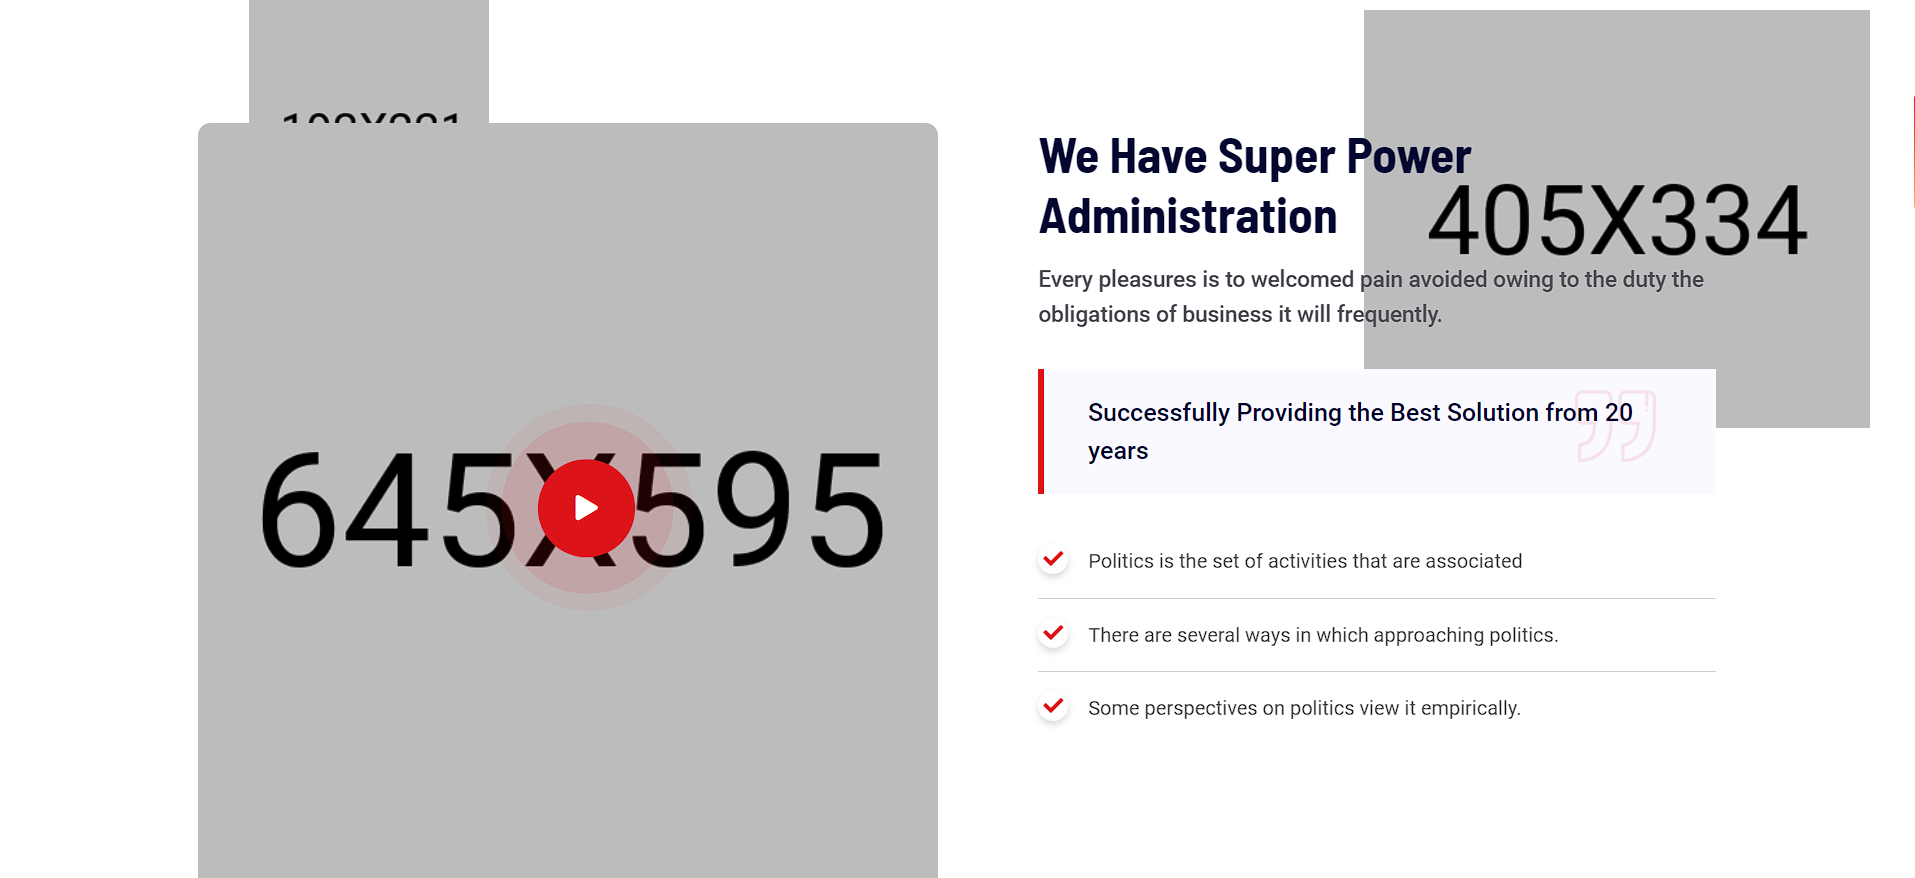 645X595
We Have Super Power
Administration
405X334
Every pleasures is to welcomed pain avoided owing to the duty the
obligations of business it will frequently.
Successfully Providing the Best Solution from 20
years
Politics is the set of activities that are associated
There are several ways in which approaching politics.
Some perspectives on politics view it empirically.